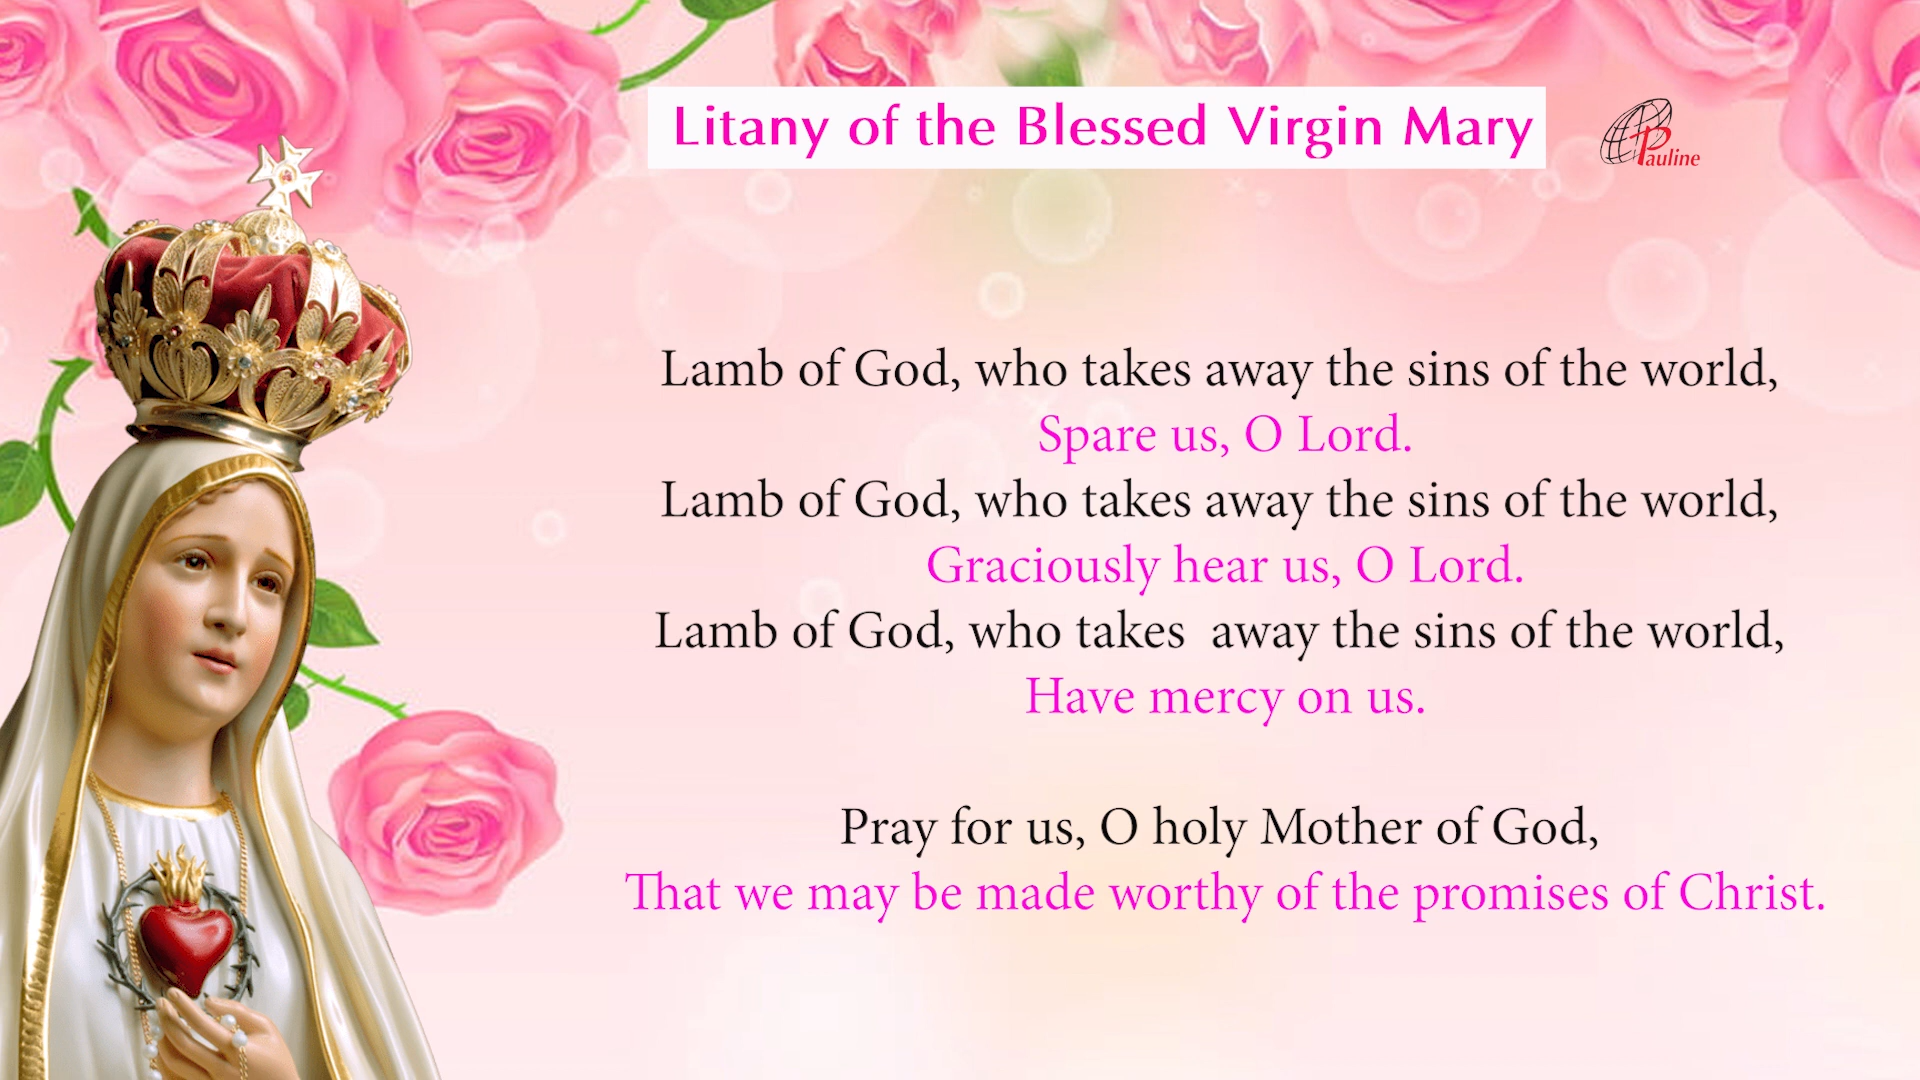 Litany of the Blessed Virgin Mary
Pauline
Lamb of God, who takes away the sins of the world,
Spare us, O Lord.
Lamb of God, who takes away the sins of the world,
Graciously hear us, O Lord.
Lamb of God, who takes  away the sins of the world,
Have mercy on us.
Pray for us, O holy Mother of God,
That we may be made worthy of the promises of Christ.